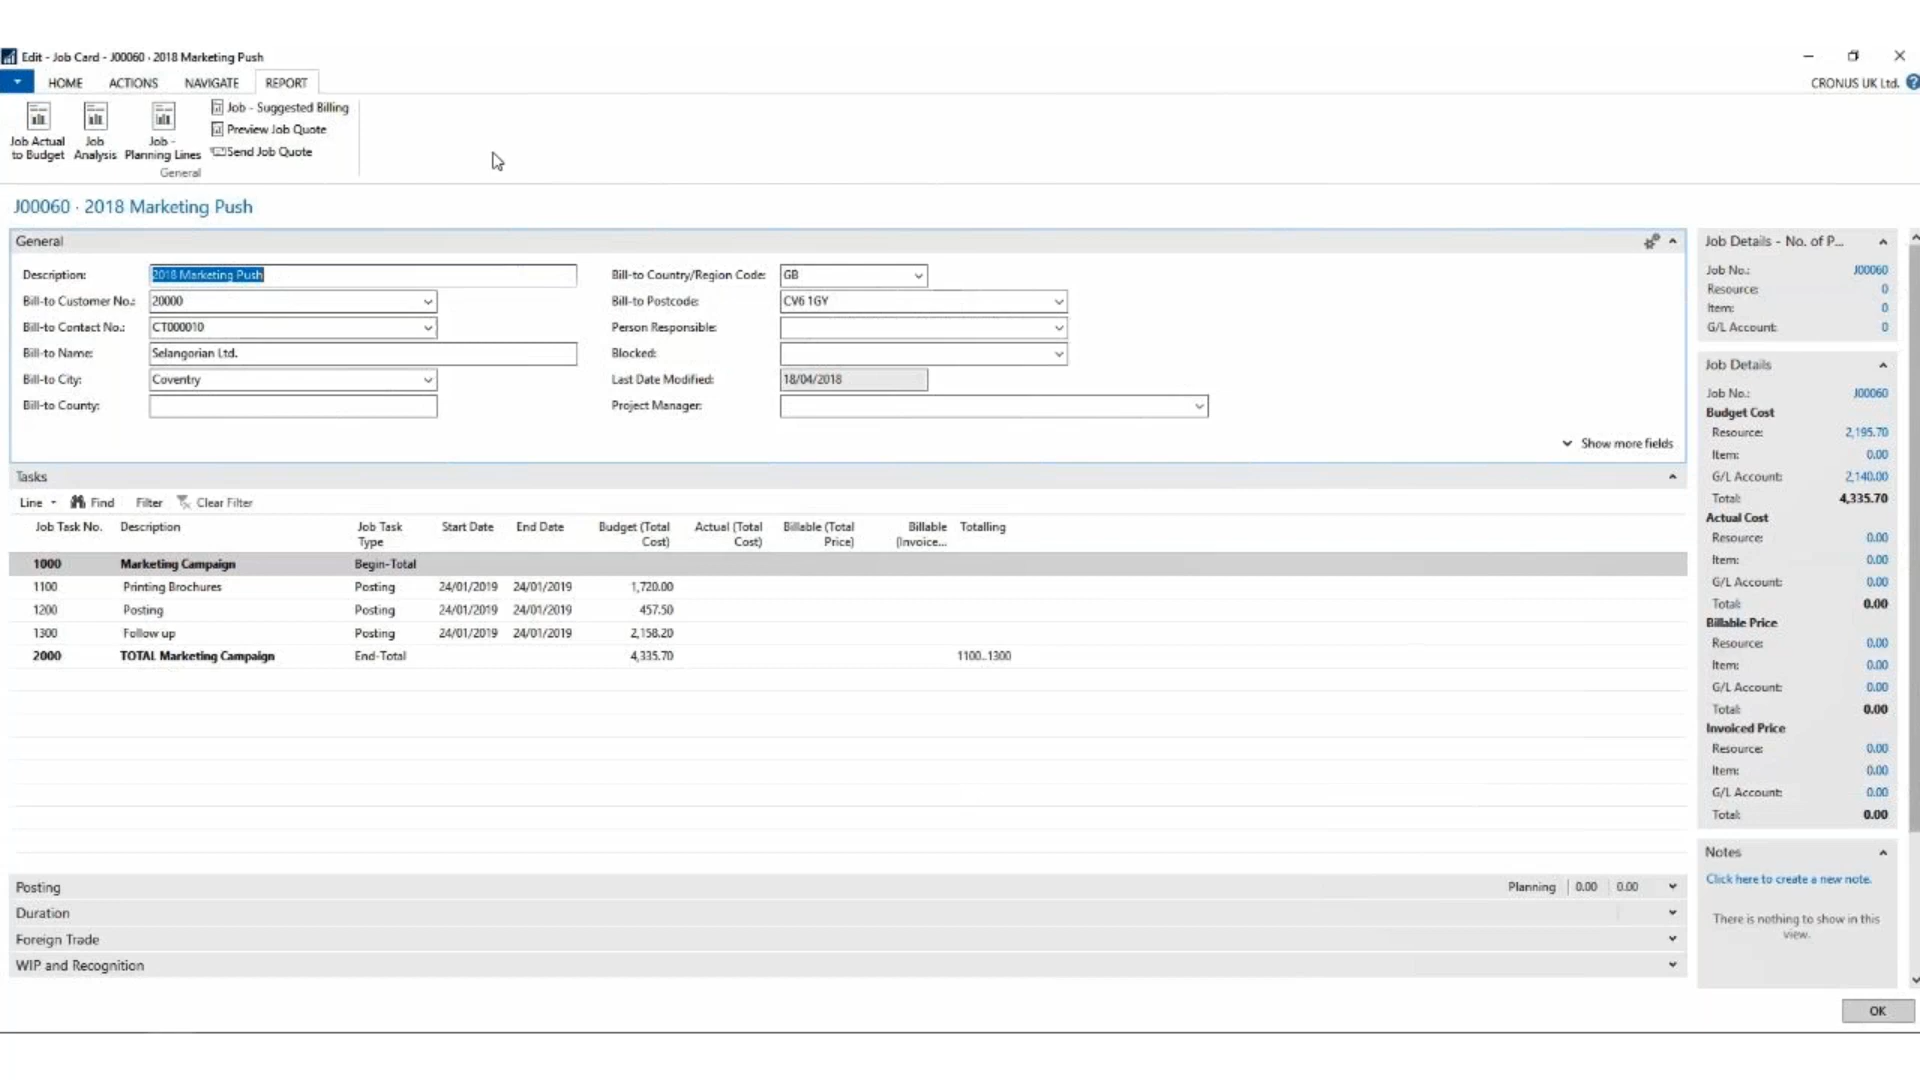 Edit - Job Card - J00060 · 2018 Marketing Push
HOME ACTIONS NAVIGATE REPORT CRONUS UK Ltd.
Job Actual to Budget
Job Analysis
Job - Planning Lines
Job - Suggested Billing
Preview Job Quote
Send Job Quote
General
J00060 · 2018 Marketing Push
General
Description: 2018 Marketing Push
Bill-to Customer No.: 20000
Bill-to Contact No.: CT000010
Bill-to Name: Selangorian Ltd.
Bill-to City: Coventry
Bill-to County:
Bill-to Country/Region Code: GB
Bill-to Postcode: CV6 1GY
Person Responsible:
Blocked:
Last Date Modified: 18/04/2018
Project Manager:
Show more fields
Tasks
Line Find Filter Clear Filter
Job Task No. Description Job Task Type Start Date End Date Budget (Total Cost) Actual (Total Cost) Billable (Total Price) Billable (Invoice... Totalling
1000 Marketing Campaign Begin-Total
1100 Printing Brochures Posting 24/01/2019 24/01/2019 1,720.00
1200 Posting Posting 24/01/2019 24/01/2019 457.50
1300 Follow up Posting 24/01/2019 24/01/2019 2,158.20
2000 TOTAL Marketing Campaign End-Total 4,335.70 1100..1300
Posting Planning 0.00 0.00
Duration
Foreign Trade
WIP and Recognition
Job Details - No. of P...
Job No.: J00060
Resource: 0
Item: 0
G/L Account: 0
Job Details
Job No.: J00060
Budget Cost
Resource: 2,195.70
Item: 0.00
G/L Account: 2,140.00
Total: 4,335.70
Actual Cost
Resource: 0.00
Item: 0.00
G/L Account: 0.00
Total: 0.00
Billable Price
Resource: 0.00
Item: 0.00
G/L Account: 0.00
Total: 0.00
Invoiced Price
Resource: 0.00
Item: 0.00
G/L Account: 0.00
Total: 0.00
Notes
Click here to create a new note.
There is nothing to show in this
view.
OK